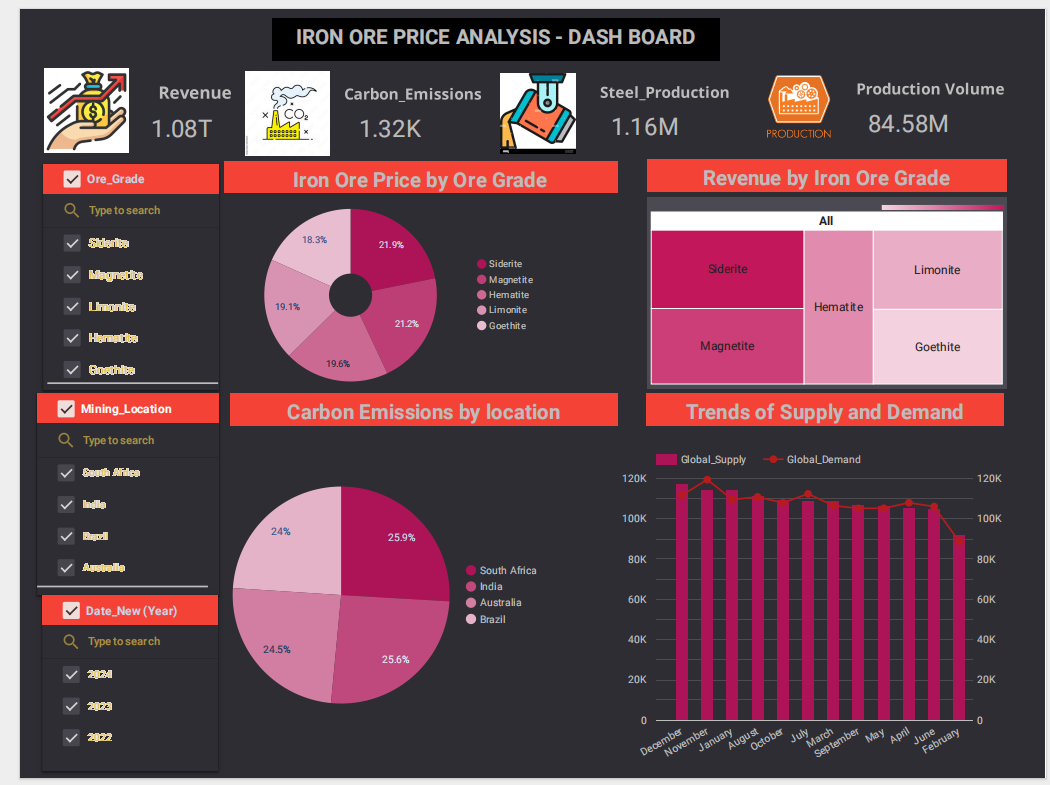 IRON ORE PRICE ANALYSIS - DASH BOARD
Revenue
1.08T
CO2
Carbon_Emissions
1.32K
Steel_Production
1.16M
PRODUCTION
Production Volume
84.58M
Ore_Grade
Type to search
Siderite
Magnetite
Limonite
Hematite
Goethite
Mining_Location
Type to search
South Africa
India
Brazil
Australia
Date_New (Year)
Type to search
2024
2023
2022
Iron Ore Price by Ore Grade
18.3%
21.9%
19.1%
21.2%
19.6%
Siderite
Magnetite
Hematite
Limonite
Goethite
Revenue by Iron Ore Grade
All
Siderite
Magnetite
Hematite
Limonite
Goethite
Carbon Emissions by location
24%
25.9%
24.5%
25.6%
South Africa
India
Australia
Brazil
Trends of Supply and Demand
Global_Supply
Global_Demand
120K
100K
80K
60K
40K
20K
0
120K
100K
80K
60K
40K
20K
0
December
November
January
August
October
July
March
September
May
April
June
February